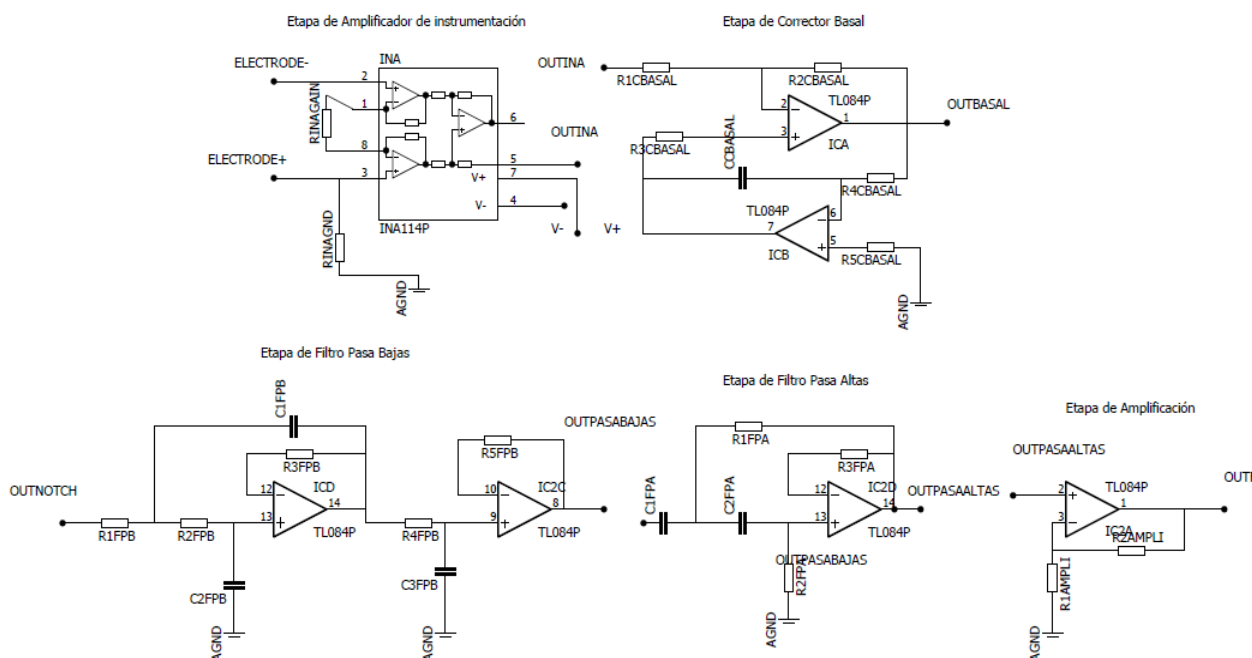 Etapa de Amplificador de instrumentación
INA
ELECTRODE-
2
1
RINAGAIN
8
ELECTRODE+
3
6
OUTINA
5
7
V+
4
V-
INA114P
V-
V+
RINAGND
AGND
Etapa de Corrector Basal
OUTINA
R1CBASAL
R2CBASAL
TL084P
2
1
OUTBASAL
3
ICA
R3CBASAL
CCBASAL
R4CBASAL
TL084P
6
7
5
ICB
R5CBASAL
AGND
Etapa de Filtro Pasa Bajas
C1FPB
R3FPB
OUTNOTCH
12
ICD
14
13
R1FPB
R2FPB
TL084P
C2FPB
AGND
R4FPB
C3FPB
AGND
R5FPB
OUTPASABAJAS
10
IC2C
8
9
TL084P
Etapa de Filtro Pasa Altas
R1FPA
R3FPA
C1FPA
C2FPA
12
IC2D
14
13
OUTPASAALTAS
TL084P
OUTPASABAJAS
R2FPA
AGND
Etapa de Amplificación
OUTPASAALTAS
TL084P
2
1
3
IC2A
R2AMPLI
R1AMPLI
AGND